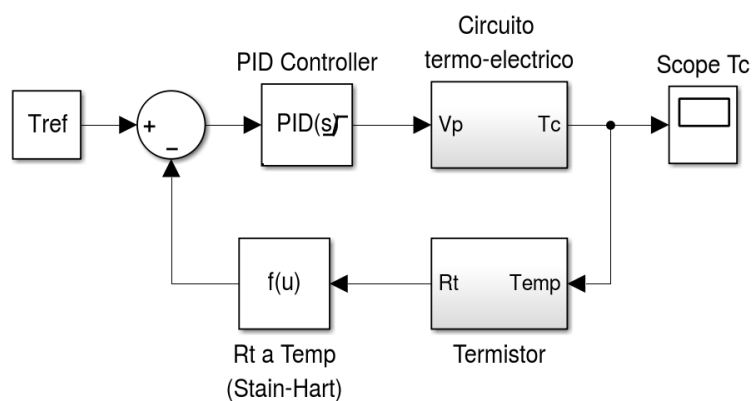 Circuito
termo-electrico
PID Controller
Scope Tc
Tref
+
−
PID(s)
Vp
Tc
f(u)
Rt
Temp
Rt a Temp
(Stain-Hart)
Termistor